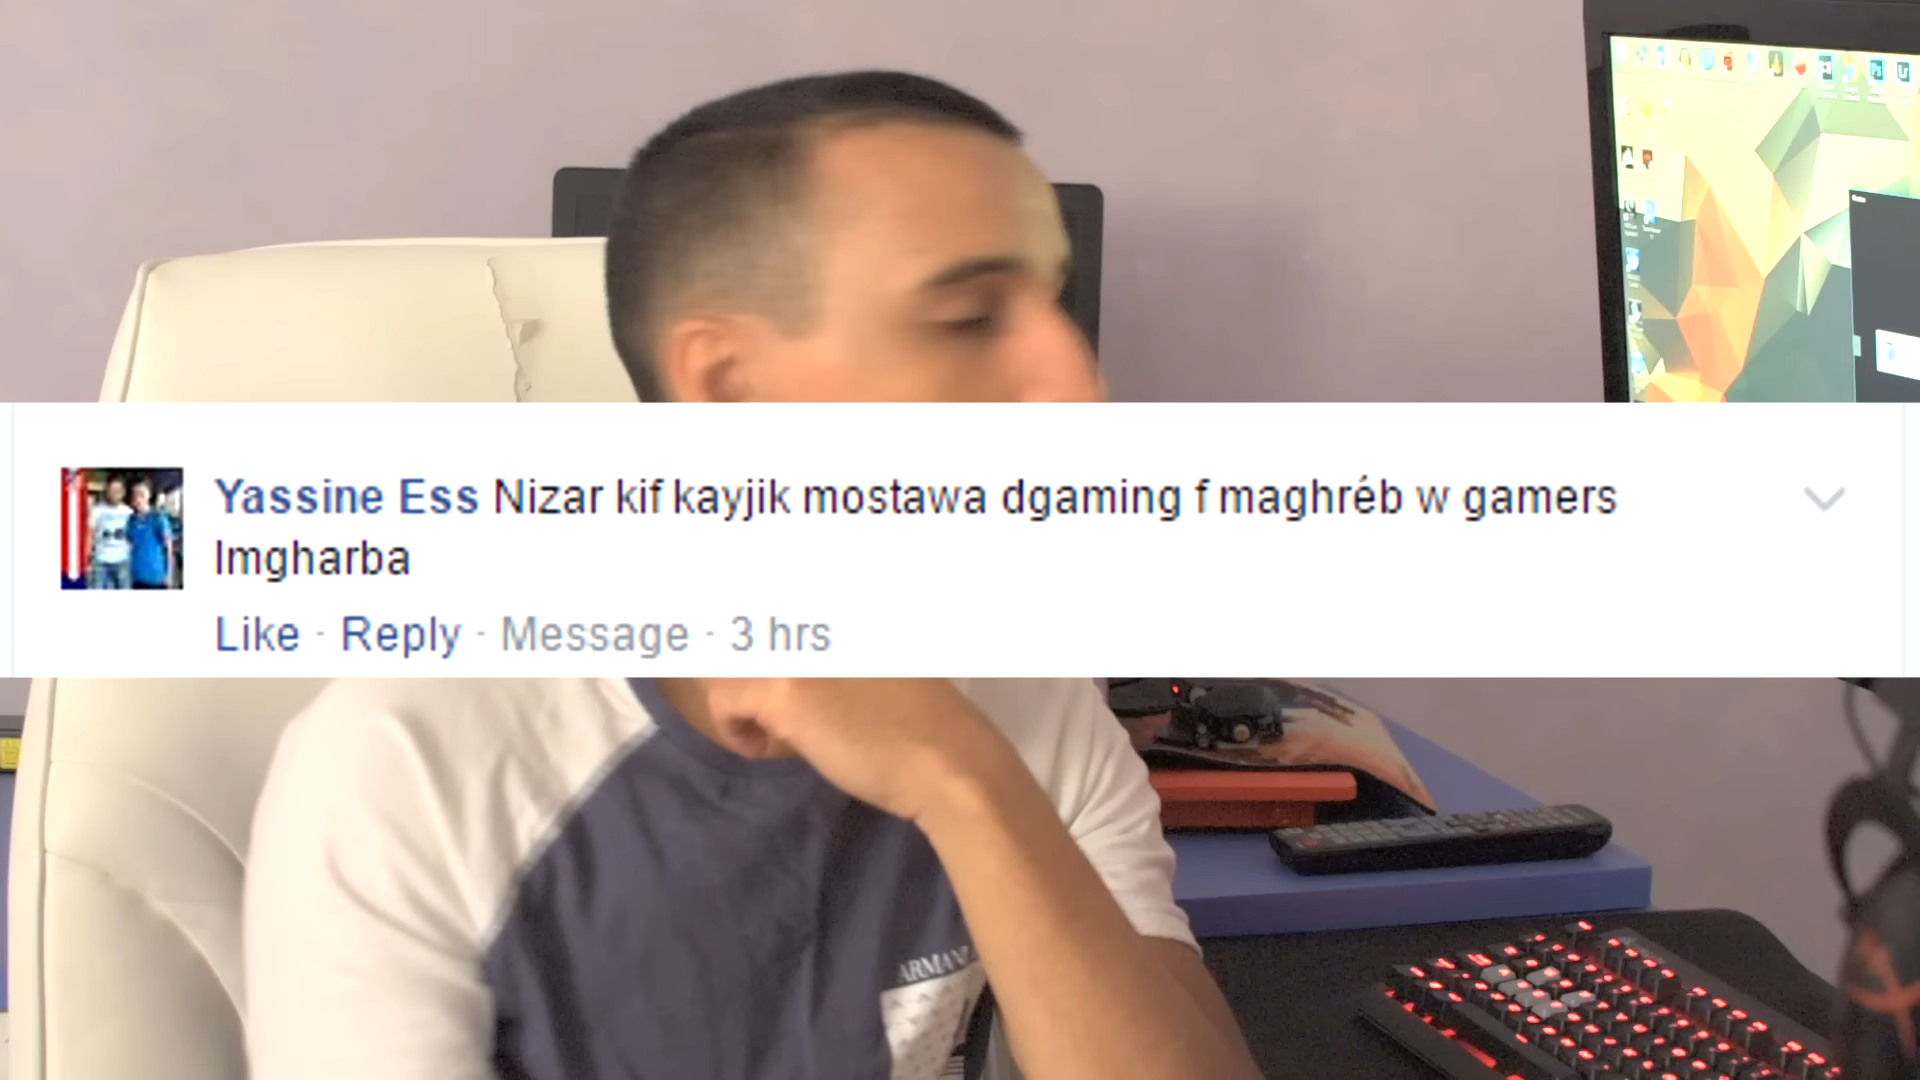 Yassine Ess Nizar kif kayjik mostawa dgaming f maghréb w gamers
lmgharba
Like · Reply · Message · 3 hrs